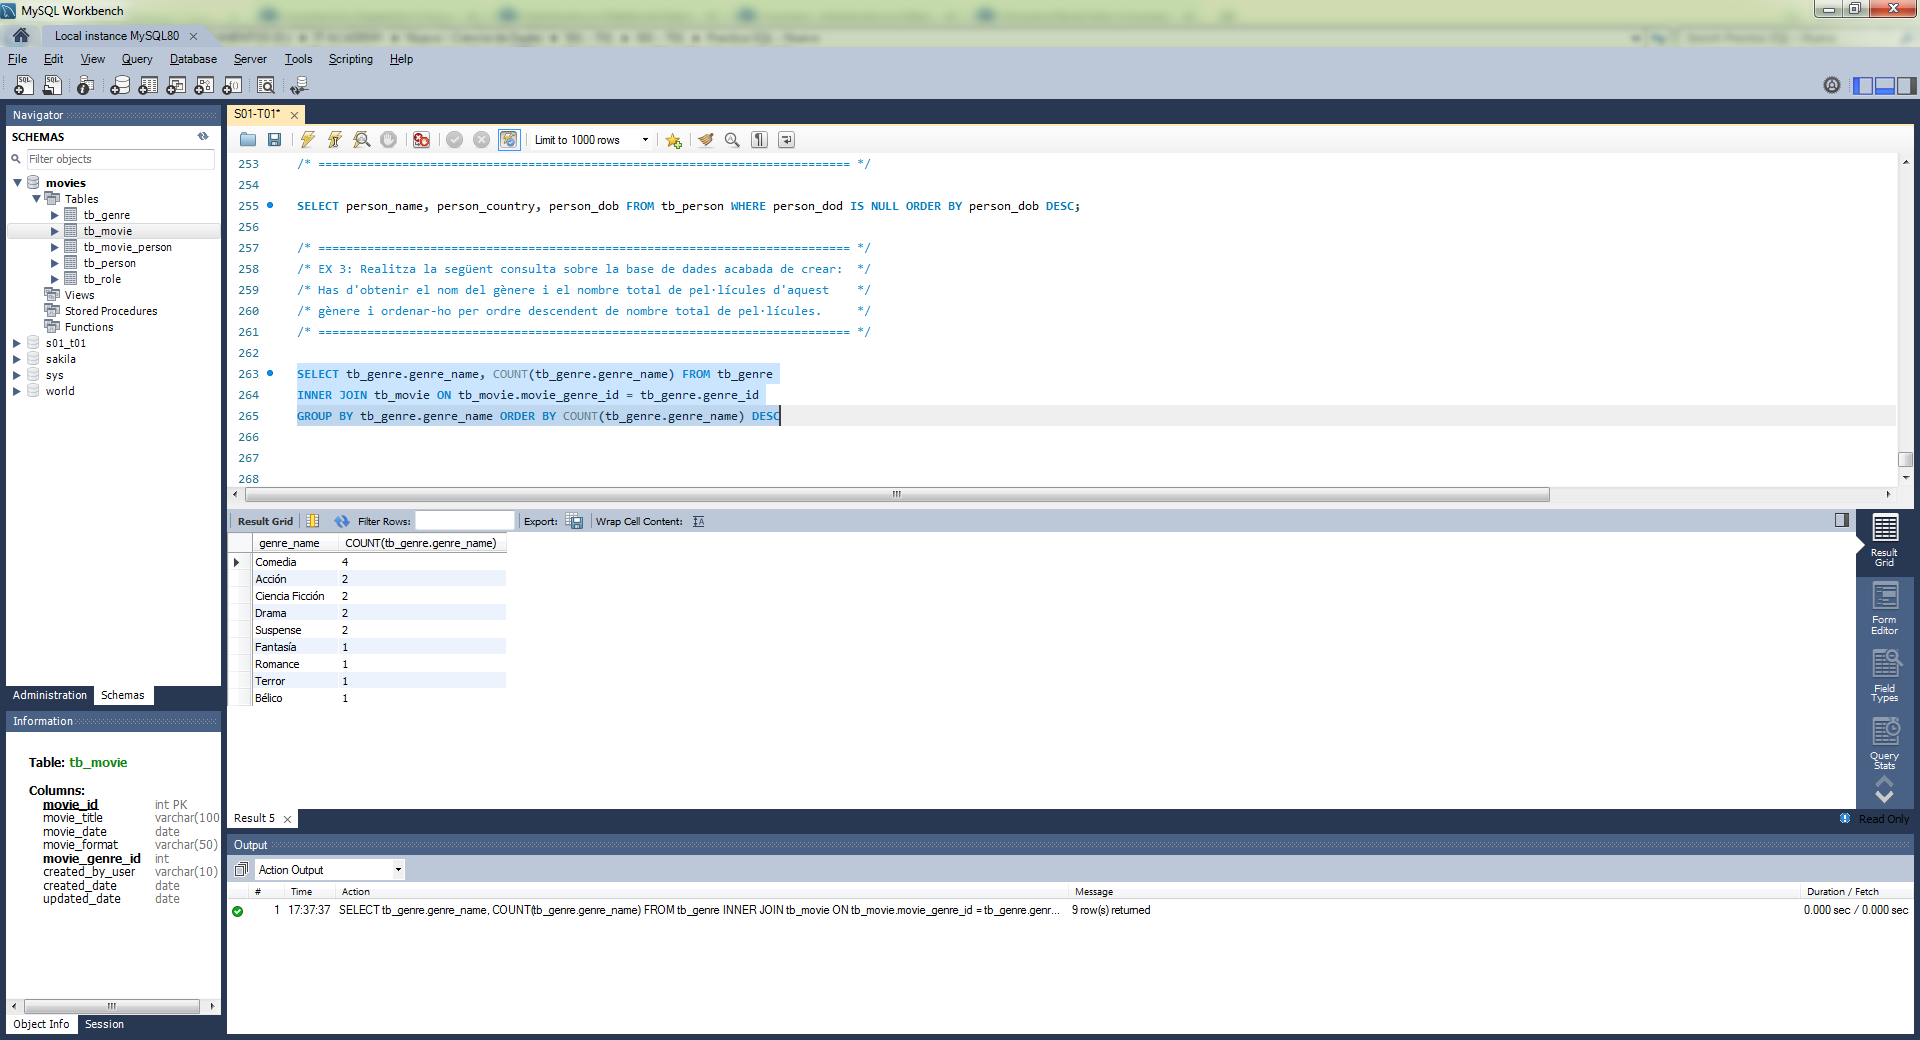 MySQL Workbench
Local instance MySQL80
File Edit View Query Database Server Tools Scripting Help
Navigator
SCHEMAS
Filter objects
movies
Tables
tb_genre
tb_movie
tb_movie_person
tb_person
tb_role
Views
Stored Procedures
Functions
s01_t01
sakila
sys
world
Administration Schemas
Information
Table: tb_movie
Columns:
movie_id int PK
movie_title varchar(100
movie_date date
movie_format varchar(50)
movie_genre_id int
created_by_user varchar(10)
created_date date
updated_date date
Object Info Session
S01-T01*
Limit to 1000 rows
253 /* ============================================================================ */
254
255 SELECT person_name, person_country, person_dob FROM tb_person WHERE person_dod IS NULL ORDER BY person_dob DESC;
256
257 /* ============================================================================ */
258 /* EX 3: Realitza la següent consulta sobre la base de dades acabada de crear: */
259 /* Has d'obtenir el nom del gènere i el nombre total de pel·lícules d'aquest */
260 /* gènere i ordenar-ho per ordre descendent de nombre total de pel·lícules. */
261 /* ============================================================================ */
262
263 SELECT tb_genre.genre_name, COUNT(tb_genre.genre_name) FROM tb_genre
264 INNER JOIN tb_movie ON tb_movie.movie_genre_id = tb_genre.genre_id
265 GROUP BY tb_genre.genre_name ORDER BY COUNT(tb_genre.genre_name) DESC
266
267
268
Result Grid Filter Rows: Export: Wrap Cell Content:
genre_name COUNT(tb_genre.genre_name)
Comedia 4
Acción 2
Ciencia Ficción 2
Drama 2
Suspense 2
Fantasía 1
Romance 1
Terror 1
Bélico 1
Result Grid
Form Editor
Field Types
Query Stats
Result 5
Read Only
Output
Action Output
# Time Action Message Duration / Fetch
1 17:37:37 SELECT tb_genre.genre_name, COUNT(tb_genre.genre_name) FROM tb_genre INNER JOIN tb_movie ON tb_movie.movie_genre_id = tb_genre.genr... 9 row(s) returned 0.000 sec / 0.000 sec